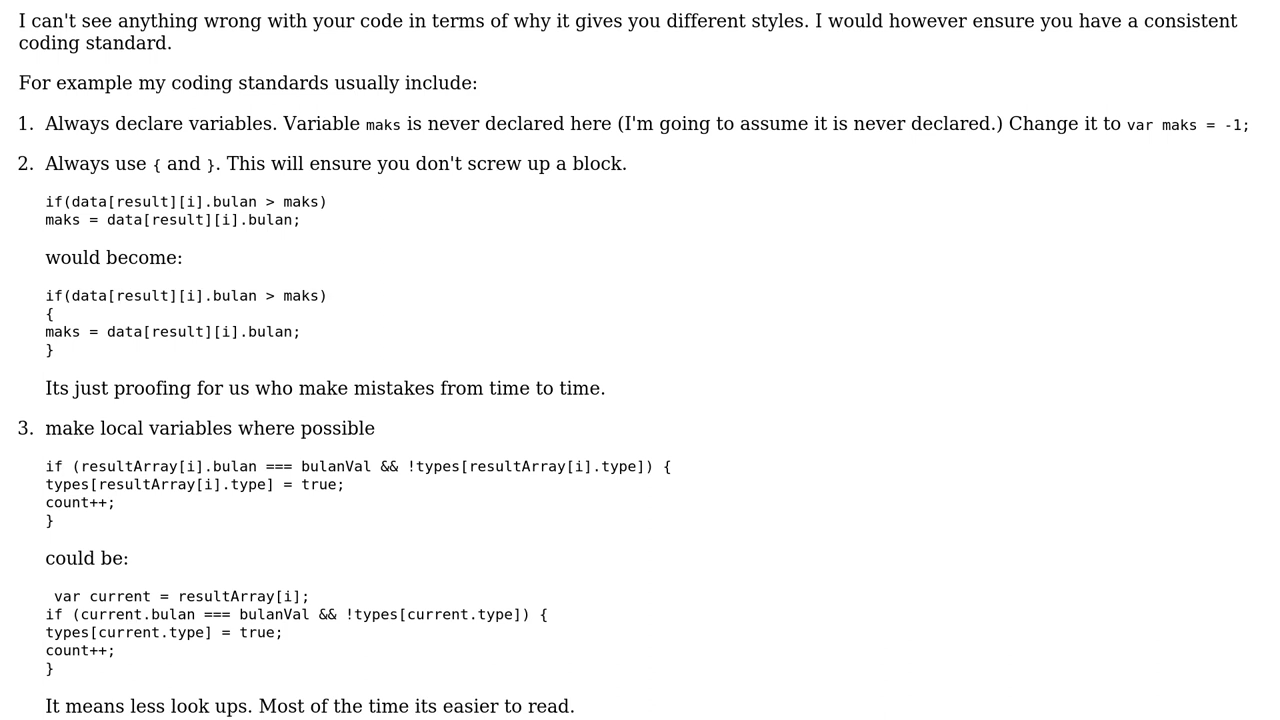 I can't see anything wrong with your code in terms of why it gives you different styles. I would however ensure you have a consistent
coding standard.
For example my coding standards usually include:
1. Always declare variables. Variable maks is never declared here (I'm going to assume it is never declared.) Change it to var maks = -1;
2. Always use { and }. This will ensure you don't screw up a block.
if(data[result][i].bulan > maks)
maks = data[result][i].bulan;
would become:
if(data[result][i].bulan > maks)
{
maks = data[result][i].bulan;
}
Its just proofing for us who make mistakes from time to time.
3. make local variables where possible
if (resultArray[i].bulan === bulanVal && !types[resultArray[i].type]) {
types[resultArray[i].type] = true;
count++;
}
could be:
var current = resultArray[i];
if (current.bulan === bulanVal && !types[current.type]) {
types[current.type] = true;
count++;
}
It means less look ups. Most of the time its easier to read.